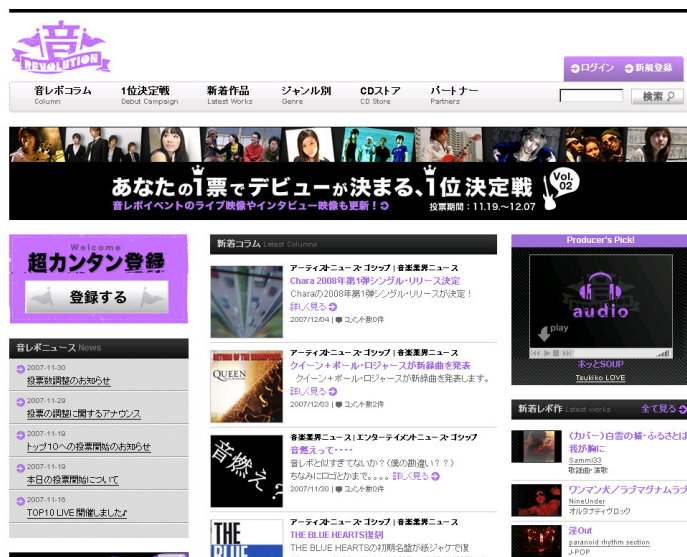 音
REVOLUTION
ログイン 新規登録
音レボコラム 1位決定戦 新着作品 ジャンル別 CDストア パートナー
Column Debut Campaign Latest Works Genre CD Store Partners
検索
あなたの1票でデビューが決まる、1位決定戦 Vol.02
音レボイベントのライブ映像やインタビュー映像も更新！ 投票期間：11.19.～12.07
Welcome
超カンタン登録
登録する
音レボニュース News
2007-11-30
投票数調整のお知らせ
2007-11-29
投票の調整に関するアナウンス
2007-11-19
トップ10への投票開始のお知らせ
2007-11-19
本日の投票開始について
2007-11-16
TOP10 LIVE 開催しました♪
新着コラム Latest Columns
アーティストニュース・ゴシップ | 音楽業界ニュース
Chara 2008年第1弾シングル・リリース決定
Charaの2008年第1弾シングル・リリースが決定！
詳しく見る
2007/12/04 | コメント数0件
RETURN OF THE CHAMPIONS
QUEEN
アーティストニュース・ゴシップ | 音楽業界ニュース
クイーン＋ポール・ロジャースが新録曲を発表
クイーン＋ポール・ロジャースが新録曲を発表します。
詳しく見る
2007/12/03 | コメント数2件
音燃えて
音楽業界ニュース | エンターテイメントニュース・ゴシップ
音燃えって・・・・
音レボと似すぎてないか？（僕の勘違い？？）
ちなみにロゴとかまで。。。。詳しく見る
2007/11/30 | コメント数0件
THE
BLUE
アーティストニュース・ゴシップ | 音楽業界ニュース
THE BLUE HEARTS復刻
THE BLUE HEARTSの初期名盤が紙ジャケで復
Producer's Pick!
audio
play
ホッとSOUP
Tsukiko LOVE
新着レボ作 Latest works 全て見る
（カバー）白雲の城・ふるさとは
我が胸に
Sammi33
歌謡曲・演歌
ワンマン犬／ラブマグナムラブ
NineUnder
オルタナティヴロック
淫Out
paranoid rhythm section
J-POP